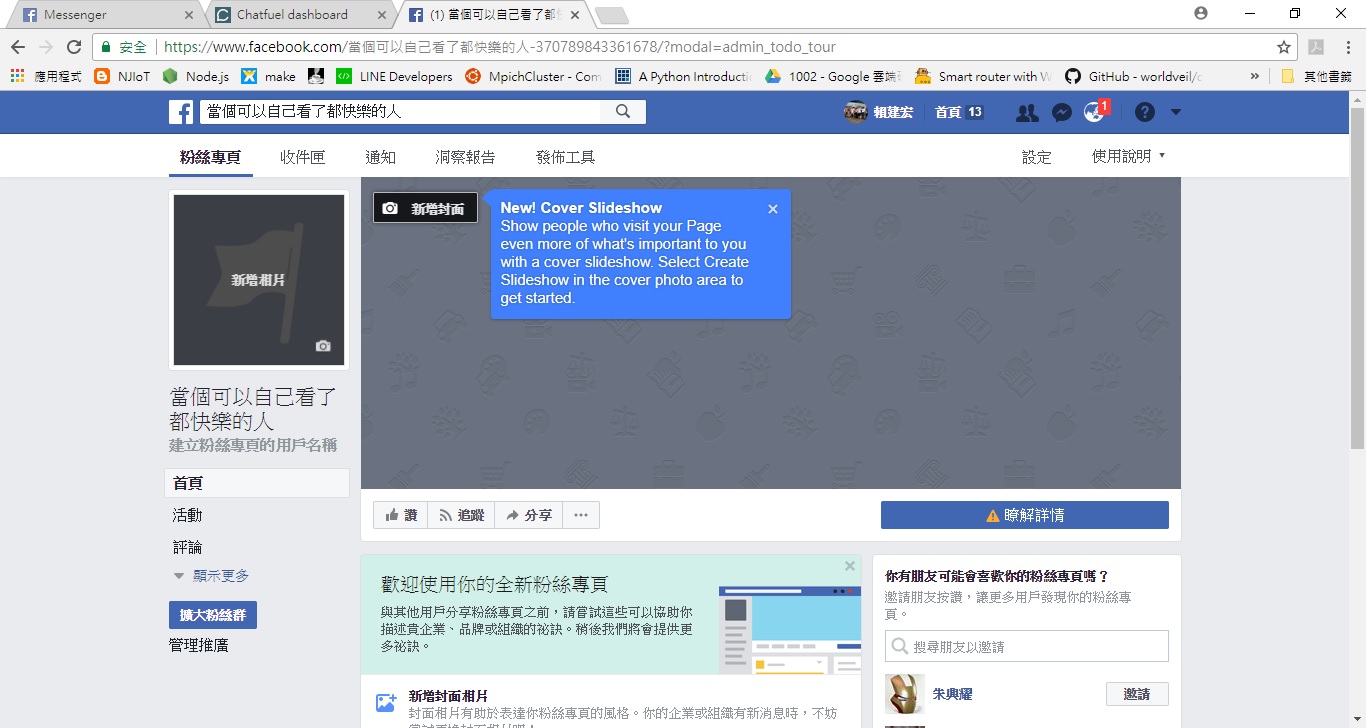 Messenger
Chatfuel dashboard
(1) 當個可以自己看了都
安全 https://www.facebook.com/當個可以自己看了都快樂的人-370789843361678/?modal=admin_todo_tour
應用程式 NJIoT Node.js make LINE Developers MpichCluster - Com A Python Introducti 1002 - Google 雲端 Smart router with W GitHub - worldveil/d » 其他書籤
當個可以自己看了都快樂的人
賴建宏 首頁 13 1
粉絲專頁 收件匣 通知 洞察報告 發佈工具 設定 使用說明
新增封面
New! Cover Slideshow
Show people who visit your Page
even more of what's important to you
with a cover slideshow. Select Create
Slideshow in the cover photo area to
get started.
新增相片
當個可以自己看了
都快樂的人
建立粉絲專頁的用戶名稱
首頁
活動
評論
顯示更多
擴大粉絲群
管理推廣
讚 追蹤 分享 ...
瞭解詳情
歡迎使用你的全新粉絲專頁
與其他用戶分享粉絲專頁之前，請嘗試這些可以協助你
描述貴企業、品牌或組織的祕訣。稍後我們將會提供更
多祕訣。
新增封面相片
封面相片有助於表達你粉絲專頁的風格。你的企業或組織有新消息時，不妨
你有朋友可能會喜歡你的粉絲專頁嗎？
邀請朋友按讚，讓更多用戶發現你的粉絲專
頁。
搜尋朋友以邀請
朱興耀 邀請